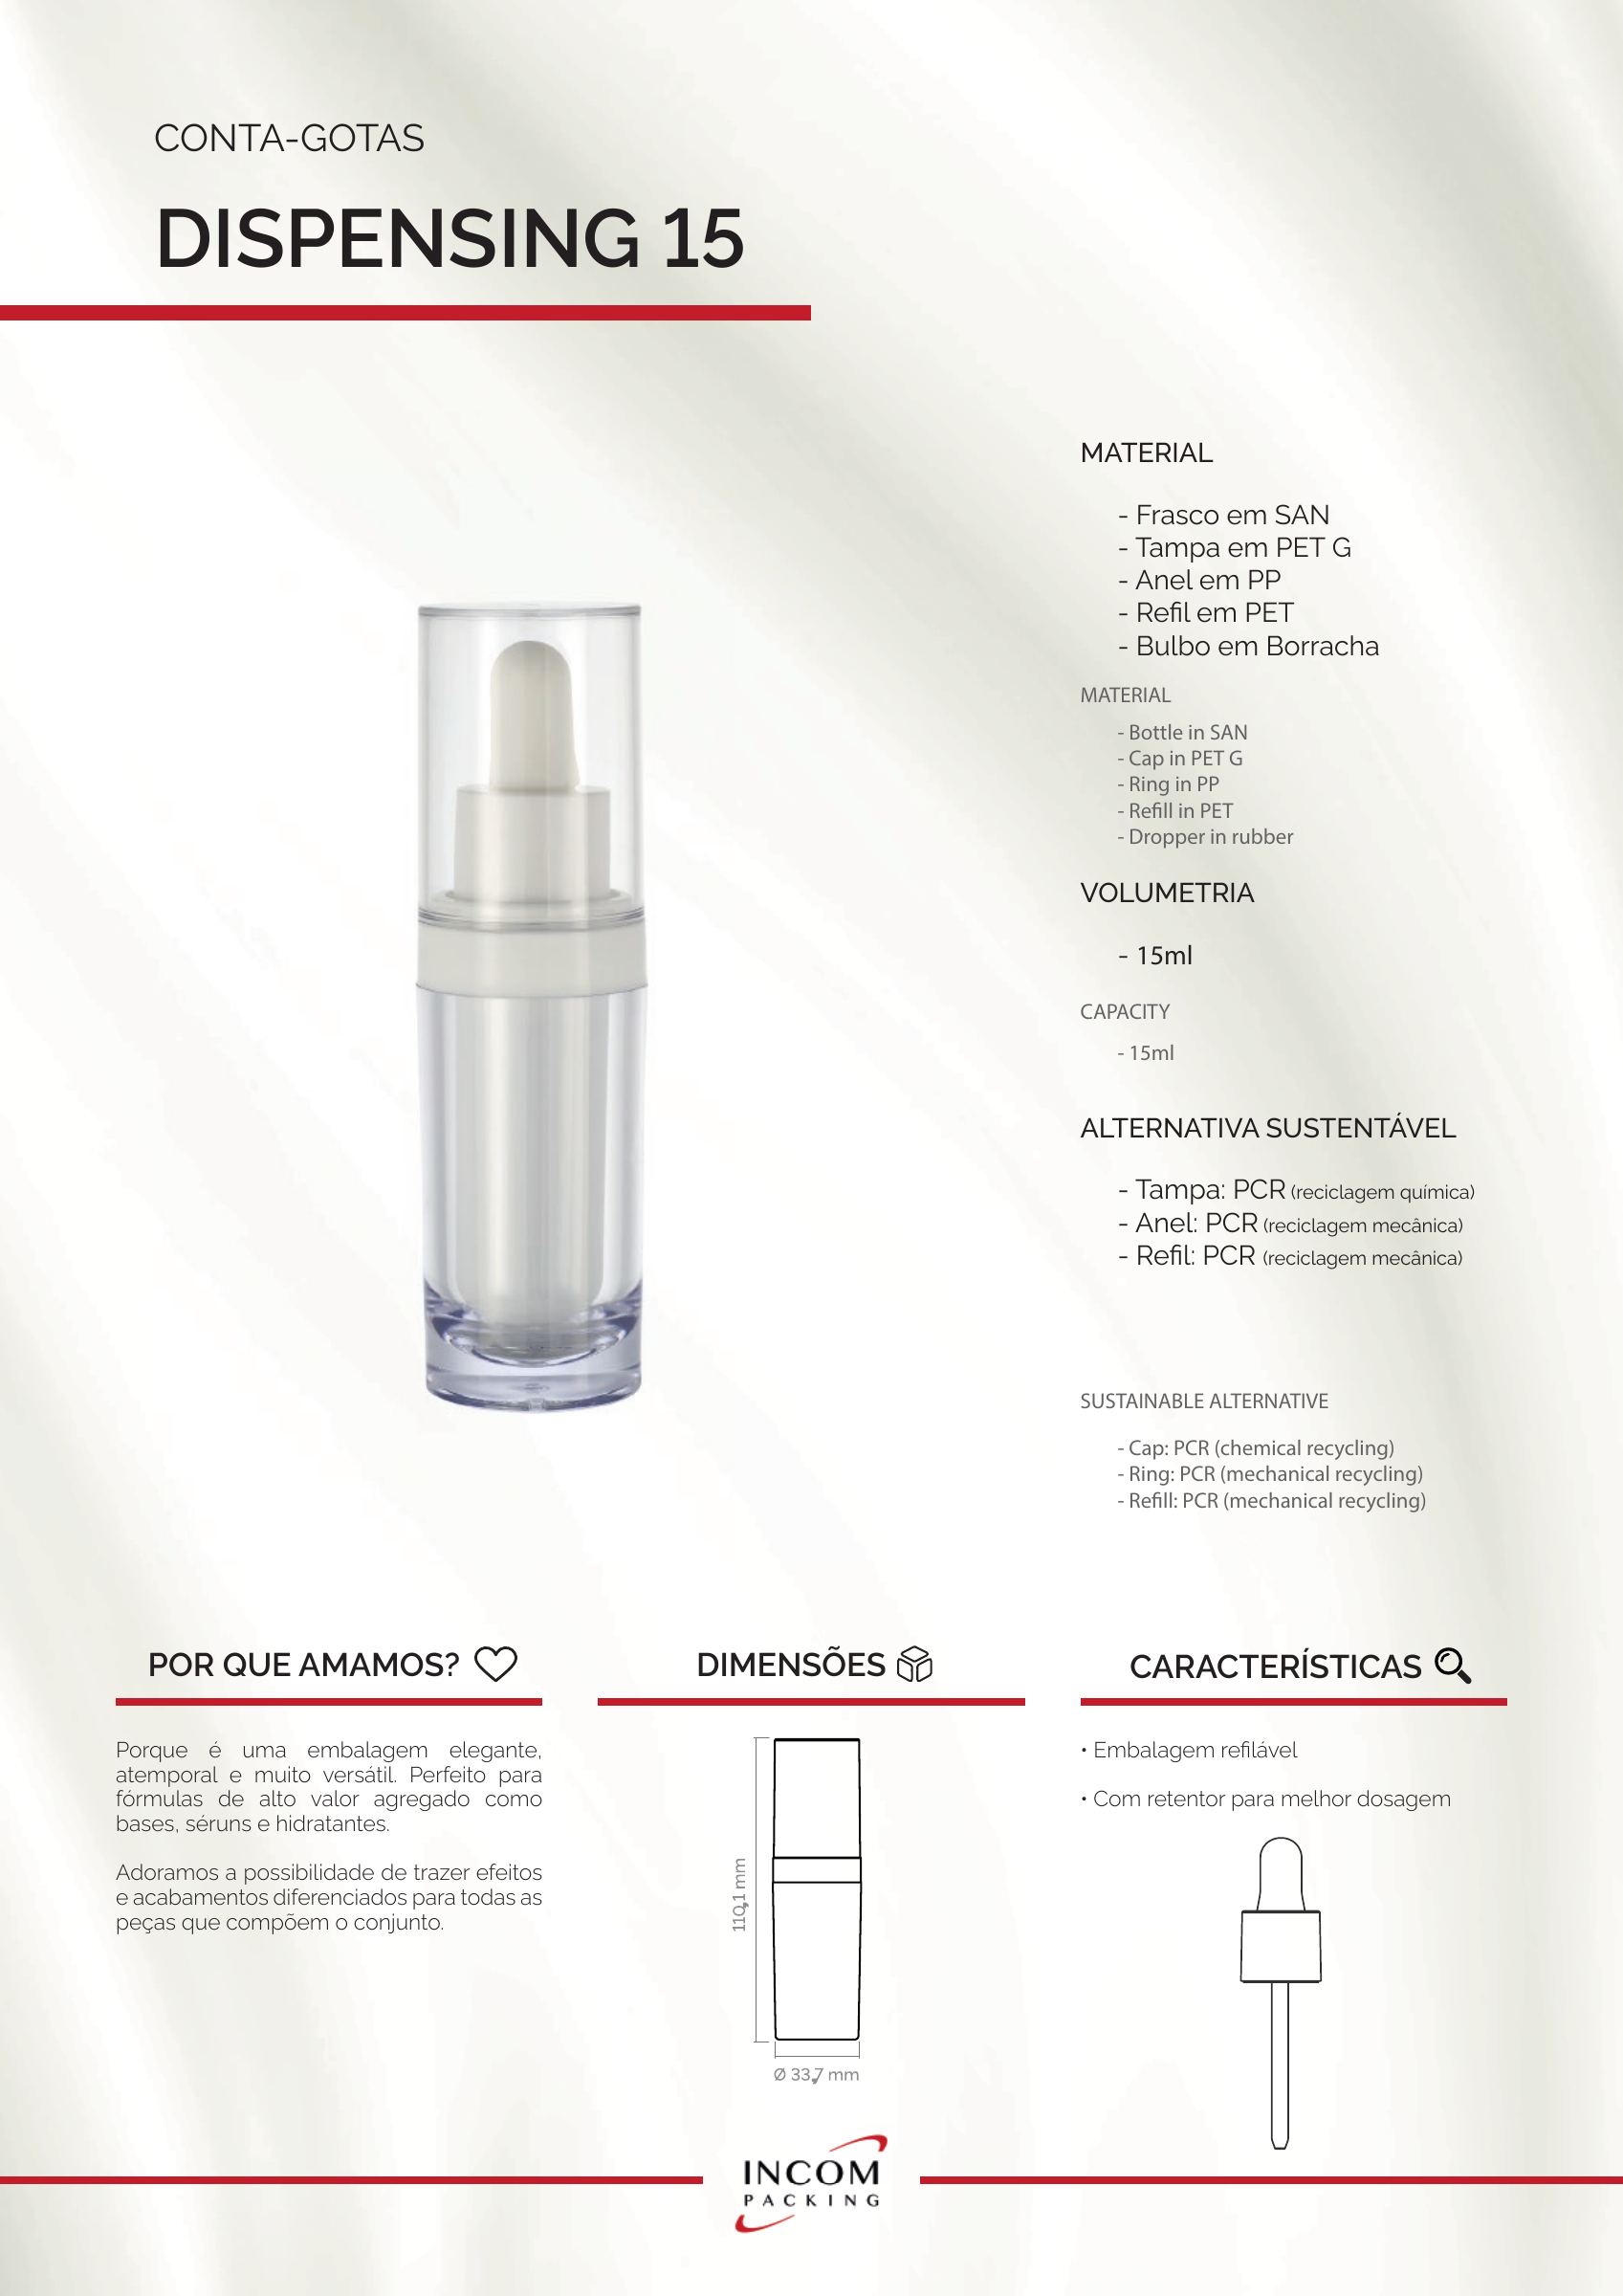 CONTA-GOTAS
DISPENSING 15
MATERIAL
- Frasco em SAN
- Tampa em PET G
- Anel em PP
- Refil em PET
- Bulbo em Borracha
MATERIAL
- Bottle in SAN
- Cap in PET G
- Ring in PP
- Refill in PET
- Dropper in rubber
VOLUMETRIA
- 15ml
CAPACITY
- 15ml
ALTERNATIVA SUSTENTÁVEL
- Tampa: PCR (reciclagem química)
- Anel: PCR (reciclagem mecânica)
- Refil: PCR (reciclagem mecânica)
SUSTAINABLE ALTERNATIVE
- Cap: PCR (chemical recycling)
- Ring: PCR (mechanical recycling)
- Refill: PCR (mechanical recycling)
POR QUE AMAMOS?
Porque é uma embalagem elegante,
atemporal e muito versátil. Perfeito para
fórmulas de alto valor agregado como
bases, séruns e hidratantes.
Adoramos a possibilidade de trazer efeitos
e acabamentos diferenciados para todas as
peças que compõem o conjunto.
DIMENSÕES
110,1 mm
Ø 33,7 mm
CARACTERÍSTICAS
• Embalagem refilável
• Com retentor para melhor dosagem
INCOM
PACKING